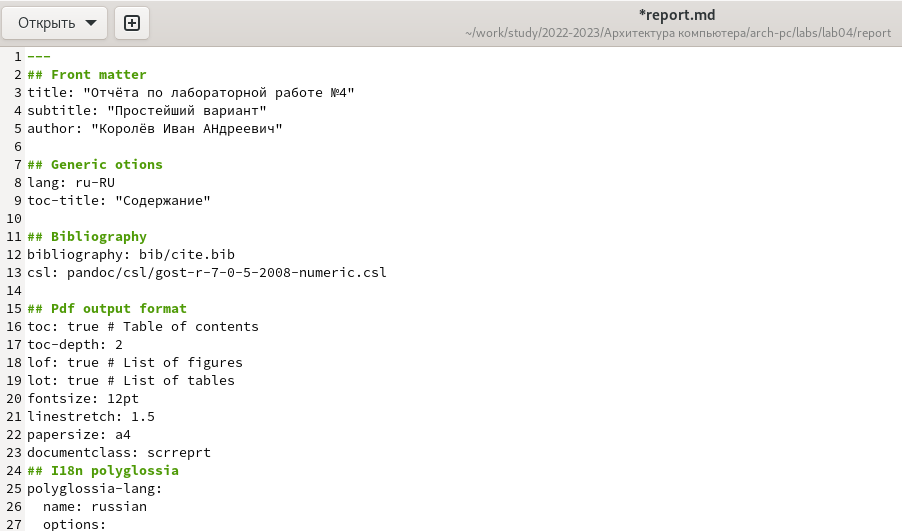 Открыть
*report.md
~/work/study/2022-2023/Архитектура компьютера/arch-pc/labs/lab04/report
1 ---
2 ## Front matter
3 title: "Отчёта по лабораторной работе №4"
4 subtitle: "Простейший вариант"
5 author: "Королёв Иван АНдреевич"
6
7 ## Generic otions
8 lang: ru-RU
9 toc-title: "Содержание"
10
11 ## Bibliography
12 bibliography: bib/cite.bib
13 csl: pandoc/csl/gost-r-7-0-5-2008-numeric.csl
14
15 ## Pdf output format
16 toc: true # Table of contents
17 toc-depth: 2
18 lof: true # List of figures
19 lot: true # List of tables
20 fontsize: 12pt
21 linestretch: 1.5
22 papersize: a4
23 documentclass: scrreprt
24 ## I18n polyglossia
25 polyglossia-lang:
26   name: russian
27   options: